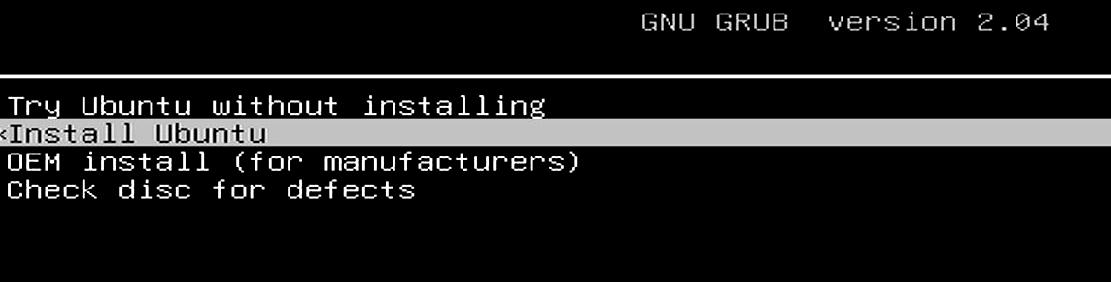 GNU GRUB  version 2.04
Try Ubuntu without installing
Install Ubuntu
OEM install (for manufacturers)
Check disc for defects